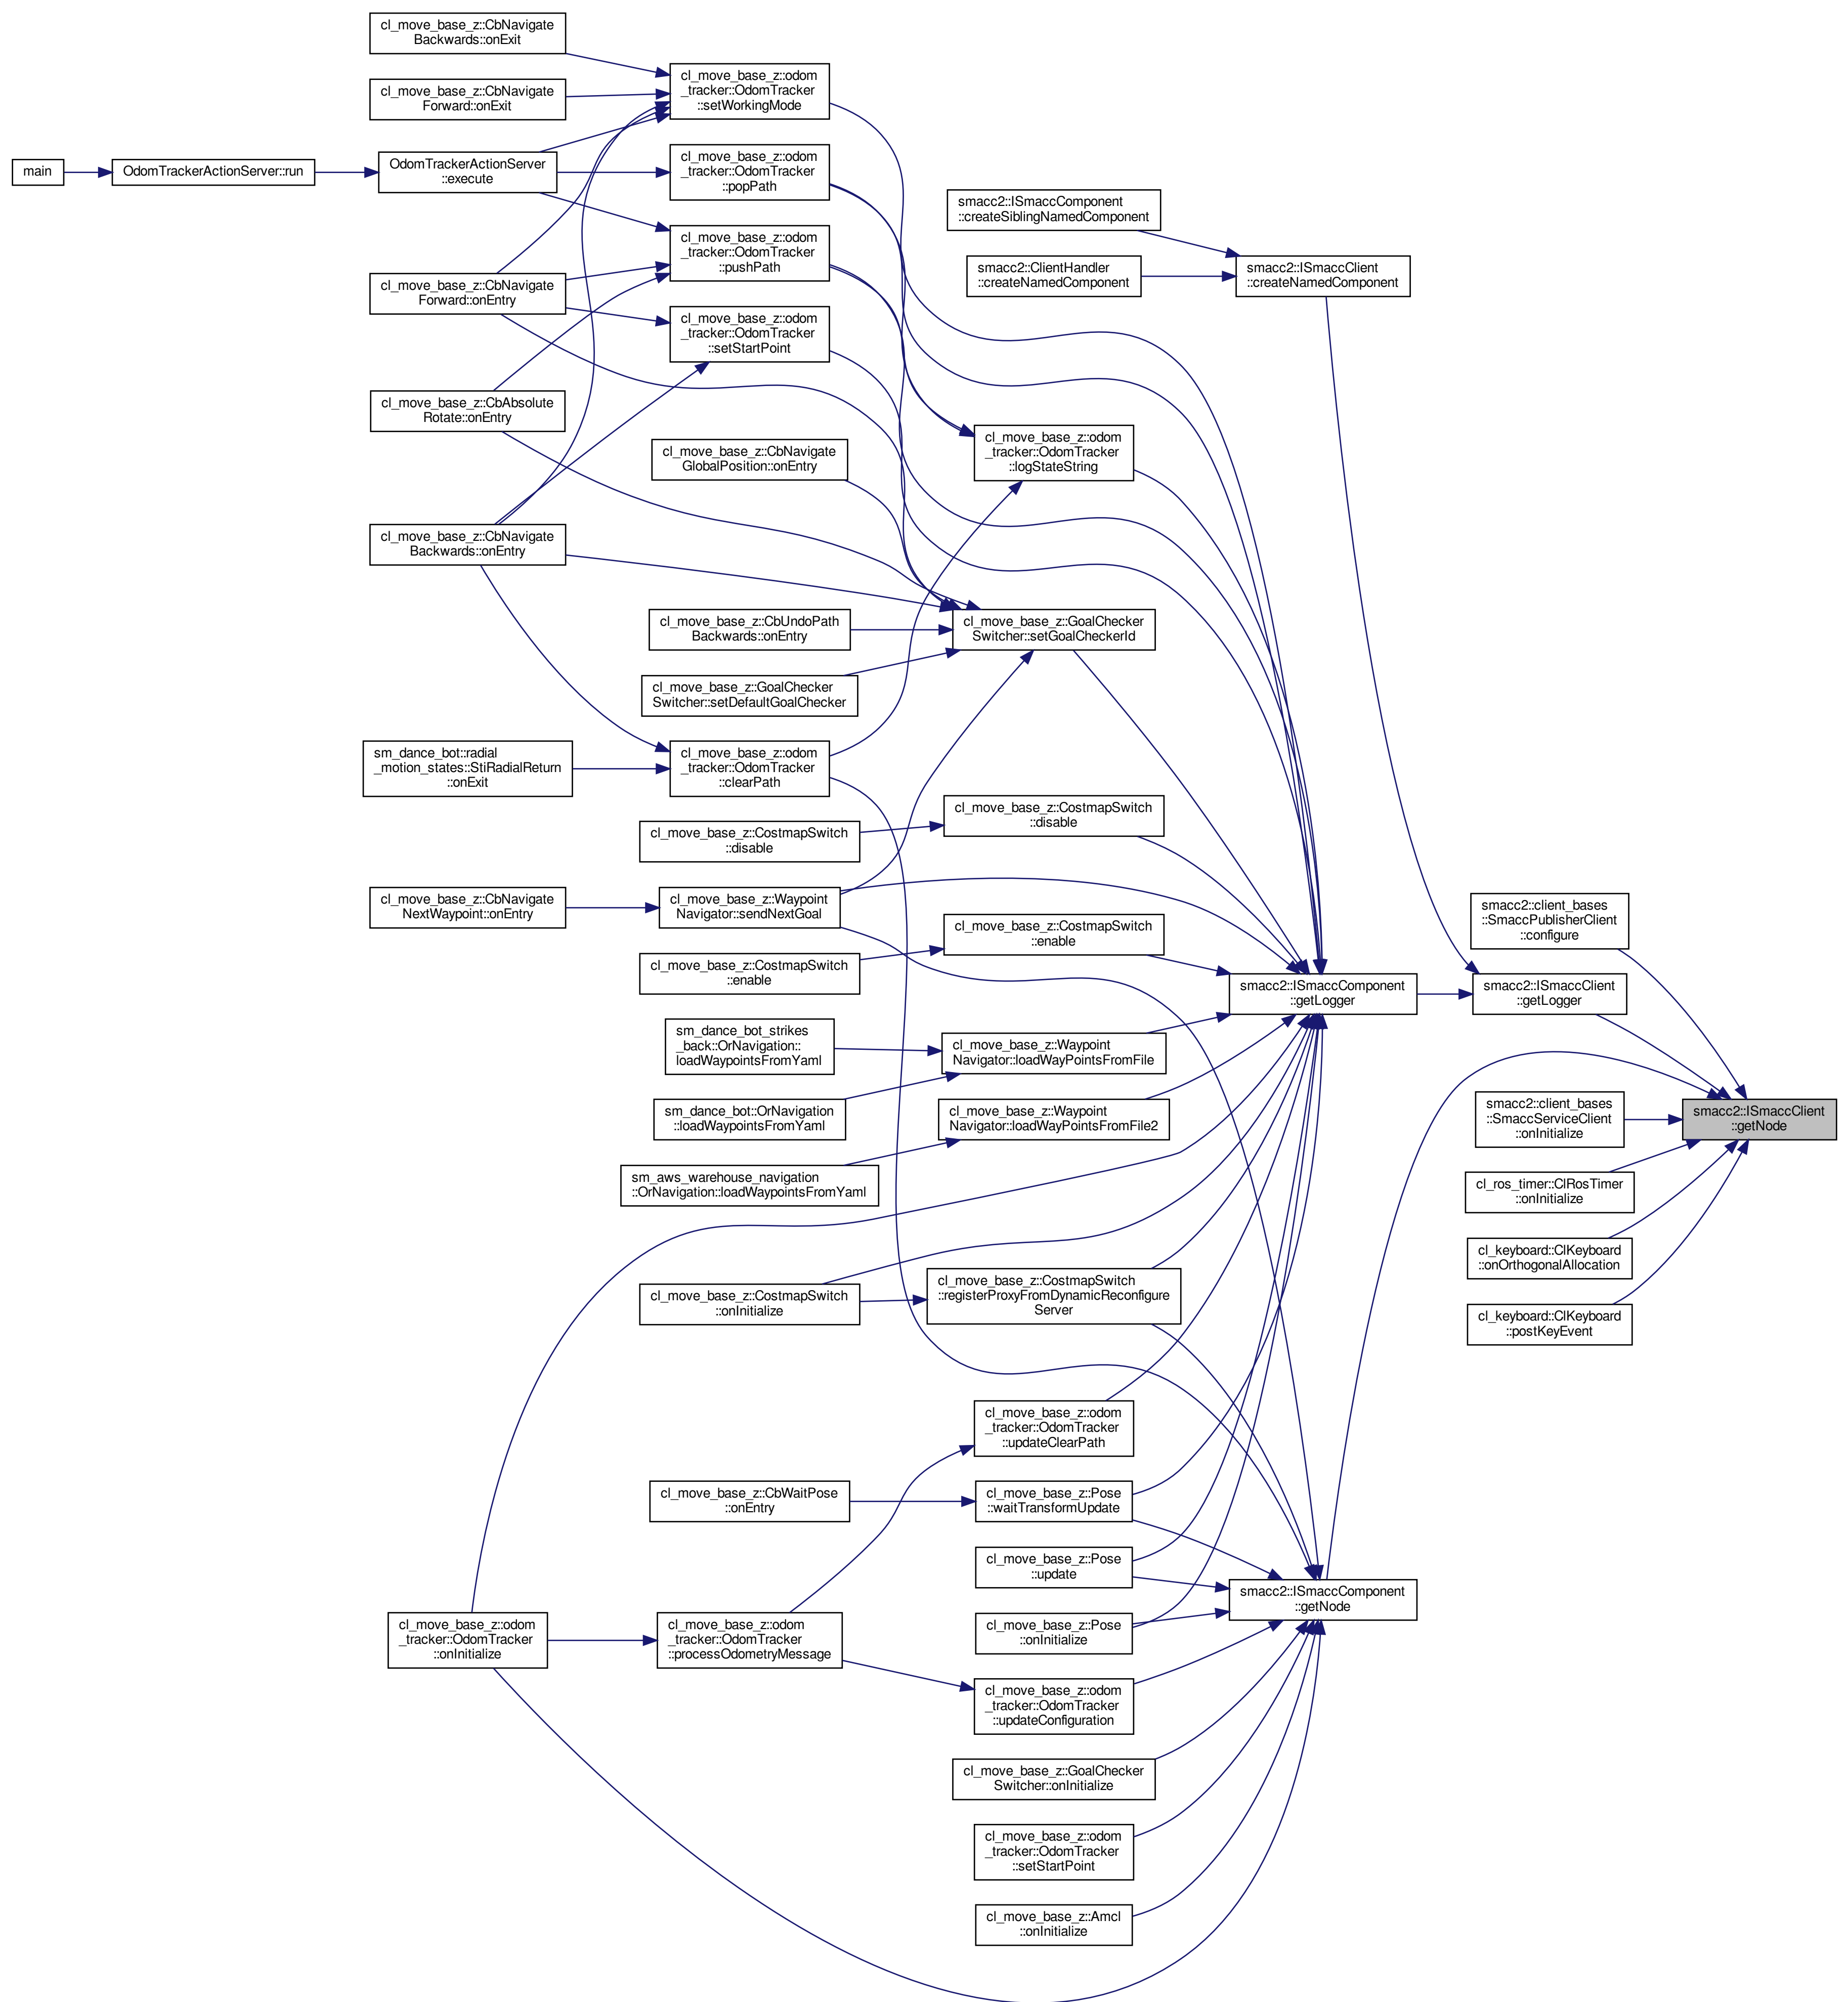 cl_move_base_z::CbNavigate
Backwards::onExit
cl_move_base_z::CbNavigate
Forward::onExit
main
OdomTrackerActionServer::run
OdomTrackerActionServer
::execute
cl_move_base_z::CbNavigate
Forward::onEntry
cl_move_base_z::CbAbsolute
Rotate::onEntry
cl_move_base_z::CbNavigate
Backwards::onEntry
sm_dance_bot::radial
_motion_states::StiRadialReturn
::onExit
cl_move_base_z::CbNavigate
NextWaypoint::onEntry
cl_move_base_z::odom
_tracker::OdomTracker
::onInitialize
cl_move_base_z::odom
_tracker::OdomTracker
::setWorkingMode
cl_move_base_z::odom
_tracker::OdomTracker
::popPath
cl_move_base_z::odom
_tracker::OdomTracker
::pushPath
cl_move_base_z::odom
_tracker::OdomTracker
::setStartPoint
cl_move_base_z::CbNavigate
GlobalPosition::onEntry
cl_move_base_z::CbUndoPath
Backwards::onEntry
cl_move_base_z::GoalChecker
Switcher::setDefaultGoalChecker
cl_move_base_z::odom
_tracker::OdomTracker
::clearPath
cl_move_base_z::CostmapSwitch
::disable
cl_move_base_z::Waypoint
Navigator::sendNextGoal
cl_move_base_z::CostmapSwitch
::enable
sm_dance_bot_strikes
_back::OrNavigation::
loadWaypointsFromYaml
sm_dance_bot::OrNavigation
::loadWaypointsFromYaml
sm_aws_warehouse_navigation
::OrNavigation::loadWaypointsFromYaml
cl_move_base_z::CostmapSwitch
::onInitialize
cl_move_base_z::CbWaitPose
::onEntry
cl_move_base_z::odom
_tracker::OdomTracker
::processOdometryMessage
smacc2::ISmaccComponent
::createSiblingNamedComponent
smacc2::ClientHandler
::createNamedComponent
cl_move_base_z::odom
_tracker::OdomTracker
::logStateString
cl_move_base_z::GoalChecker
Switcher::setGoalCheckerId
cl_move_base_z::CostmapSwitch
::disable
cl_move_base_z::CostmapSwitch
::enable
cl_move_base_z::Waypoint
Navigator::loadWayPointsFromFile
cl_move_base_z::Waypoint
Navigator::loadWayPointsFromFile2
cl_move_base_z::CostmapSwitch
::registerProxyFromDynamicReconfigure
Server
cl_move_base_z::odom
_tracker::OdomTracker
::updateClearPath
cl_move_base_z::Pose
::waitTransformUpdate
cl_move_base_z::Pose
::update
cl_move_base_z::Pose
::onInitialize
cl_move_base_z::odom
_tracker::OdomTracker
::updateConfiguration
cl_move_base_z::GoalChecker
Switcher::onInitialize
cl_move_base_z::odom
_tracker::OdomTracker
::setStartPoint
cl_move_base_z::Amcl
::onInitialize
smacc2::ISmaccClient
::createNamedComponent
smacc2::ISmaccComponent
::getLogger
smacc2::ISmaccComponent
::getNode
smacc2::client_bases
::SmaccPublisherClient
::configure
smacc2::ISmaccClient
::getLogger
smacc2::client_bases
::SmaccServiceClient
::onInitialize
cl_ros_timer::ClRosTimer
::onInitialize
cl_keyboard::ClKeyboard
::onOrthogonalAllocation
cl_keyboard::ClKeyboard
::postKeyEvent
smacc2::ISmaccClient
::getNode